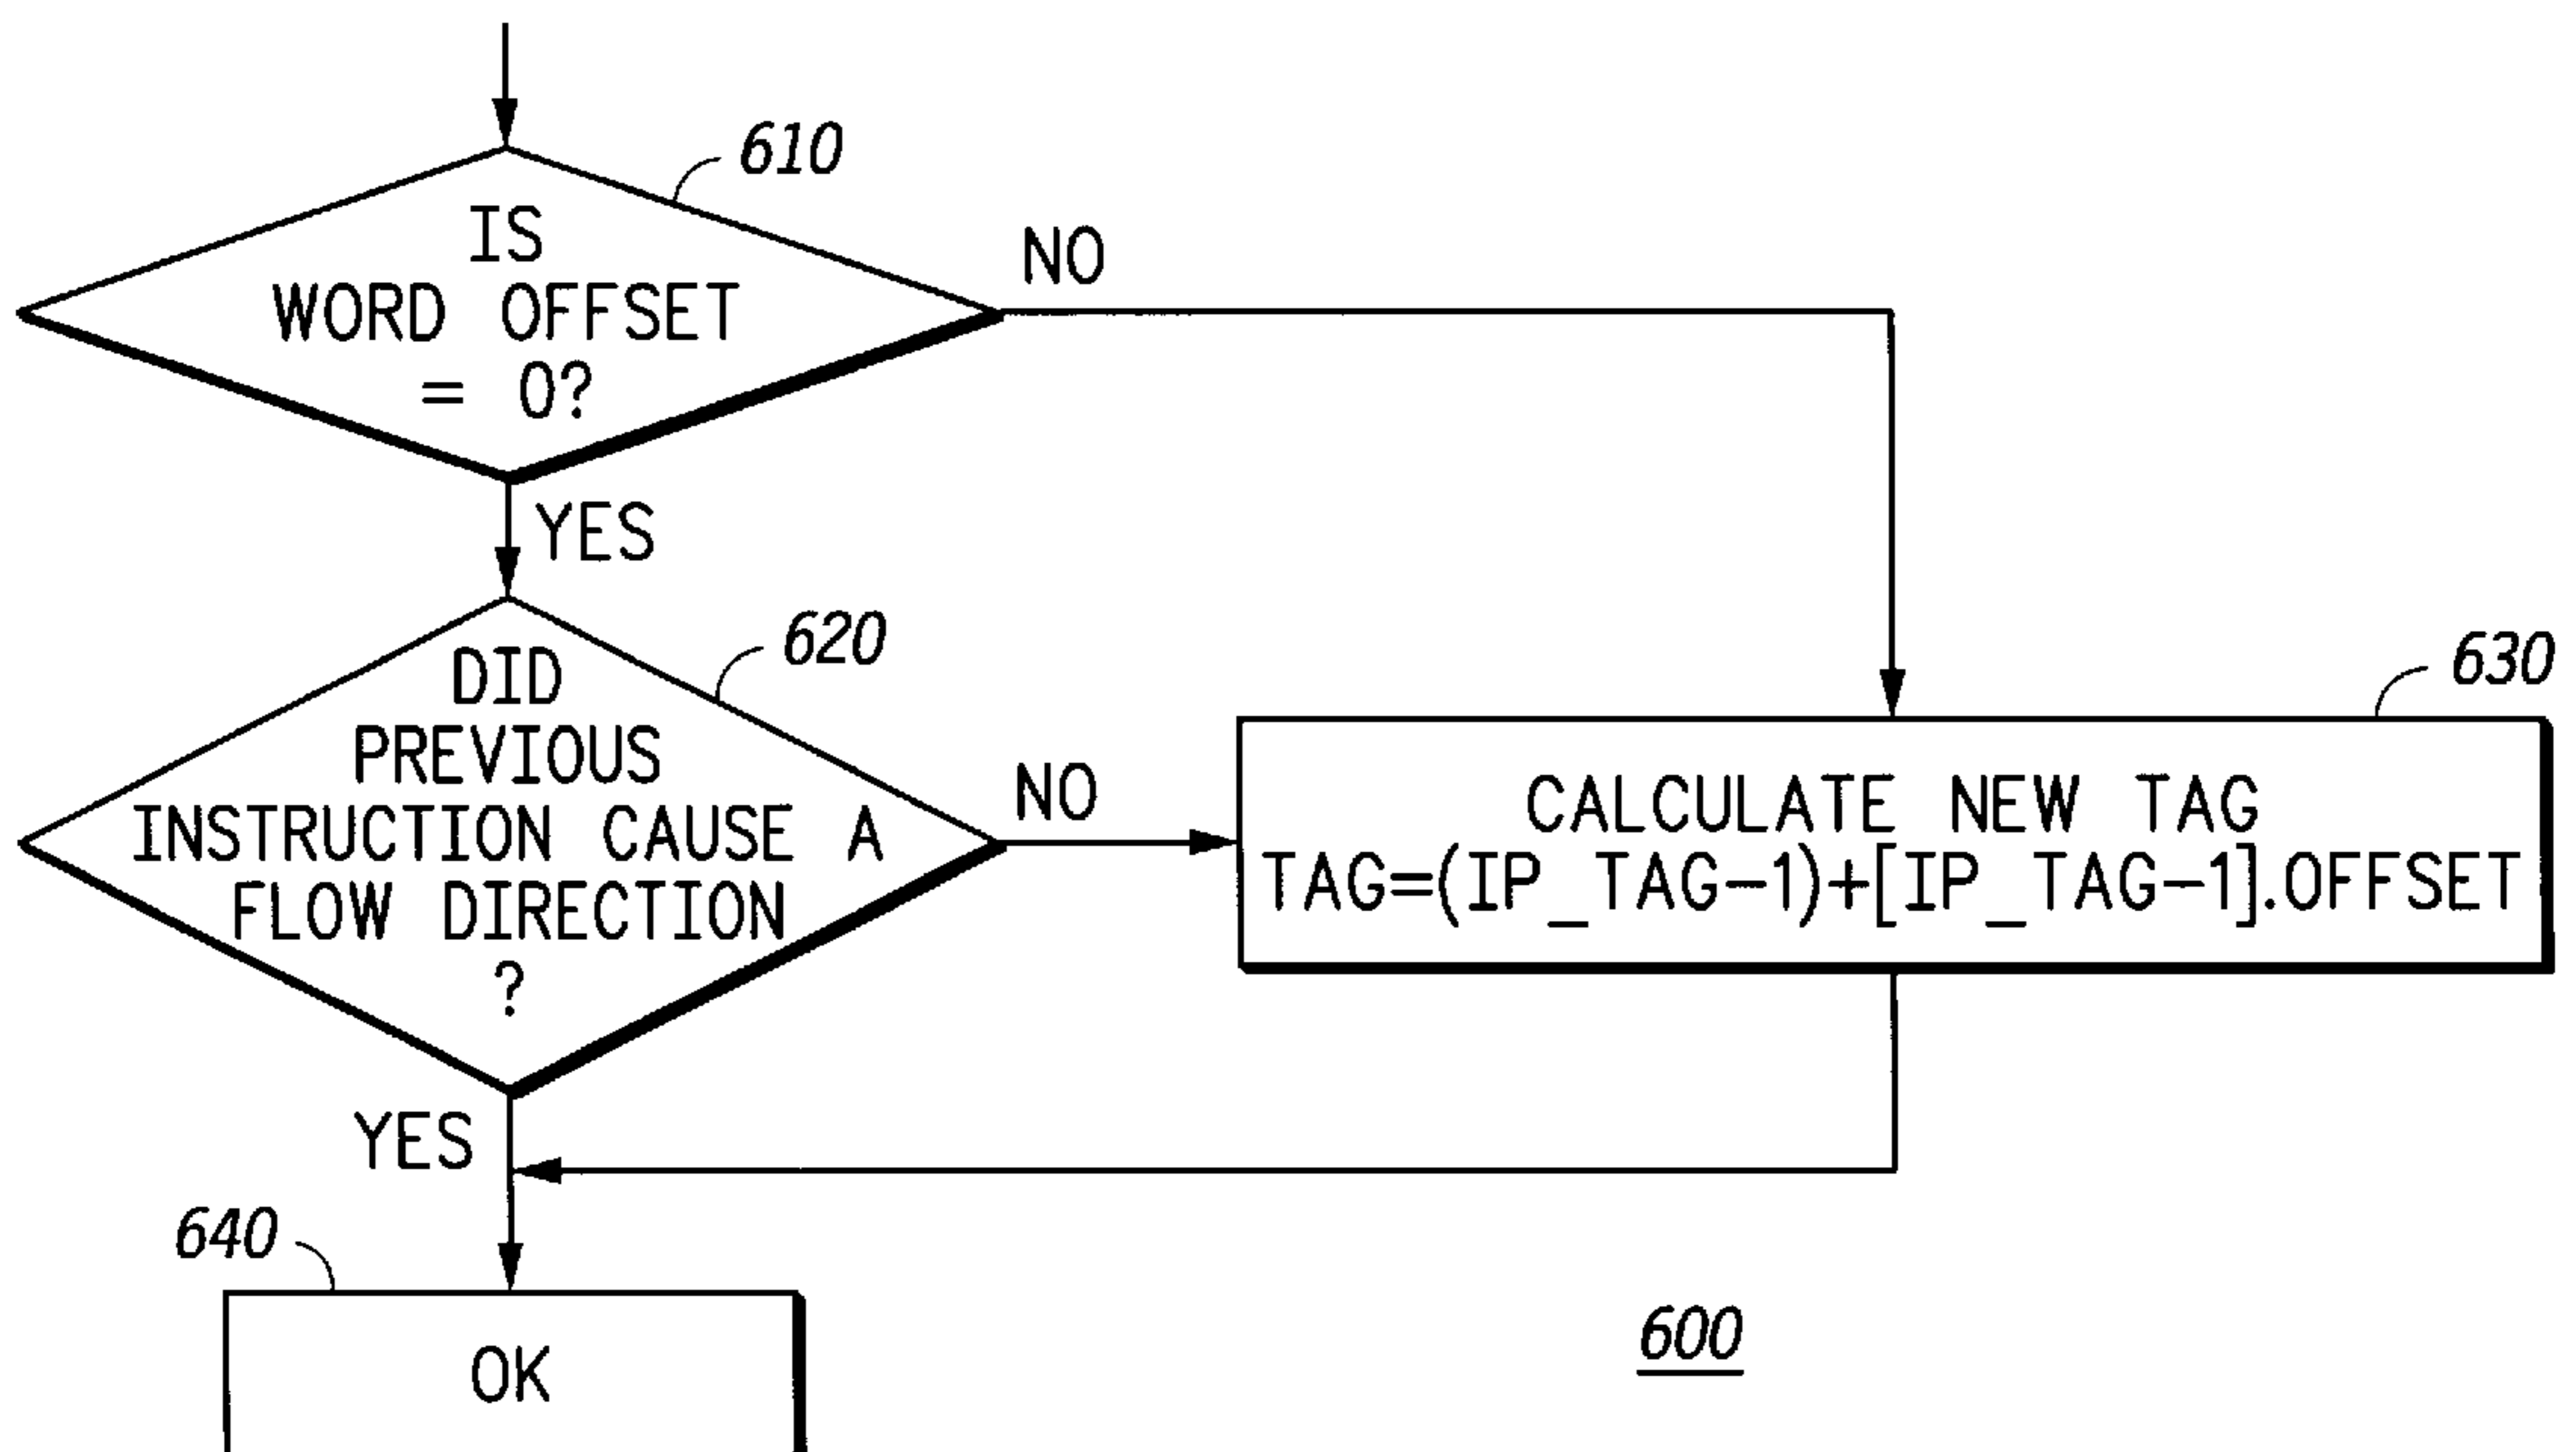 610
IS
WORD OFFSET
= 0?
NO
YES
620
DID
PREVIOUS
INSTRUCTION CAUSE A
FLOW DIRECTION
?
NO
630
CALCULATE NEW TAG
TAG=(IP_TAG-1)+[IP_TAG-1].OFFSET
YES
640
OK
600